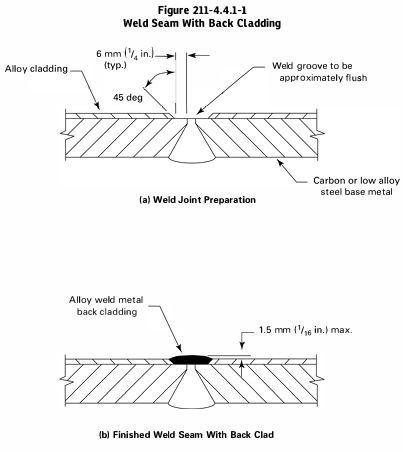 Figure 211-4.4.1-1
Weld Seam With Back Cladding
6 mm (1/4 in.)
(typ.)
Alloy cladding
45 deg
Weld groove to be
approximately flush
Carbon or low alloy
steel base metal
(a) Weld Joint Preparation
Alloy weld metal
back cladding
1.5 mm (1/16 in.) max.
(b) Finished Weld Seam With Back Clad